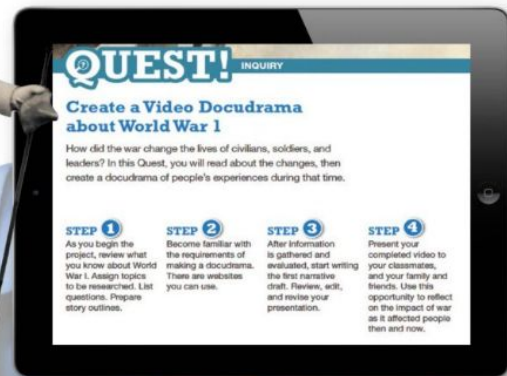 QUEST! INQUIRY
Create a Video Docudrama
about World War 1
How did the war change the lives of civilians, soldiers, and
leaders? In this Quest, you will read about the changes, then
create a docudrama of people's experiences during that time.
STEP 1
As you begin the
project, review what
you know about World
War I. Assign topics
to be researched. List
questions. Prepare
story outlines.
STEP 2
Become familiar with
the requirements of
making a docudrama.
There are websites
you can use.
STEP 3
After information
is gathered and
evaluated, start writing
the first narrative
draft. Review, edit,
and revise your
presentation.
STEP 4
Present your
completed video to
your classmates,
and your family and
friends. Use this
opportunity to reflect
on the impact of war
as it affected people
then and now.